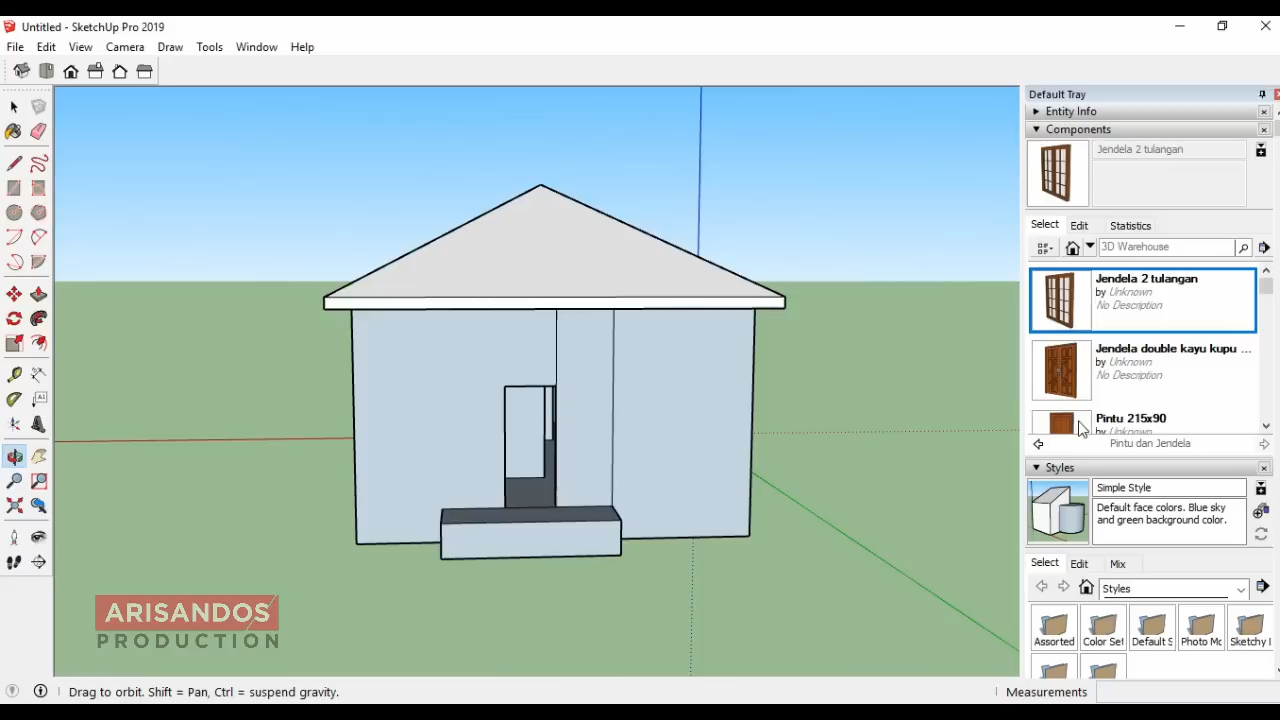 Untitled - SketchUp Pro 2019
File Edit View Camera Draw Tools Window Help
Default Tray
Entity Info
Components
Jendela 2 tulangan
Select Edit Statistics
3D Warehouse
Jendela 2 tulangan
by Unknown
No Description
Jendela double kayu kupu ...
by Unknown
No Description
Pintu 215x90
by Unknown
Pintu dan Jendela
Styles
Simple Style
Default face colors. Blue sky
and green background color.
Select Edit Mix
Styles
Assorted Color Set Default S Photo Mo Sketchy I
A1
ARISANDOS
PRODUCTION
Drag to orbit. Shift = Pan, Ctrl = suspend gravity.
Measurements